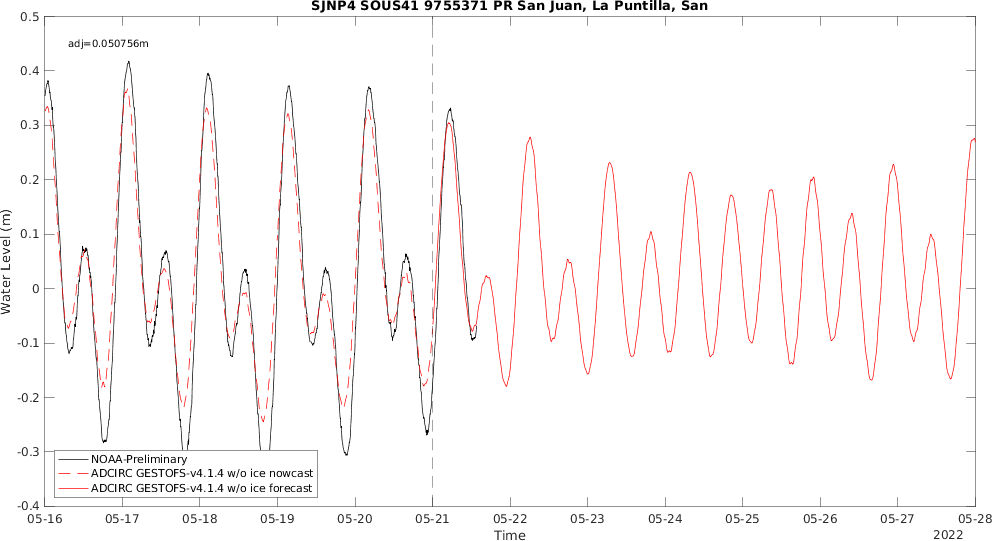 SJNP4 SOUS41 9755371 PR San Juan, La Puntilla, San
adj=0.050756m
0.5
0.4
0.3
0.2
0.1
0
-0.1
-0.2
-0.3
-0.4
Water Level (m)
NOAA-Preliminary
ADCIRC GESTOFS-v4.1.4 w/o ice nowcast
ADCIRC GESTOFS-v4.1.4 w/o ice forecast
05-16 05-17 05-18 05-19 05-20 05-21 05-22 05-23 05-24 05-25 05-26 05-27 05-28
Time
2022